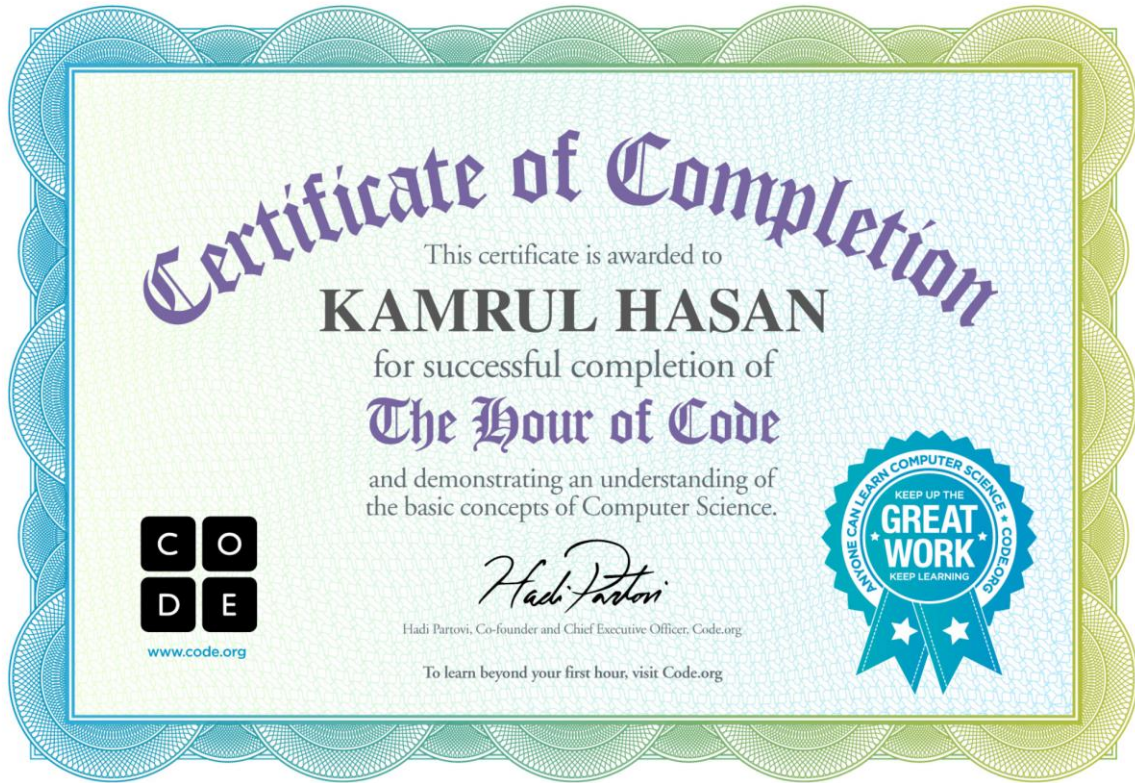 Certificate of Completion
This certificate is awarded to
KAMRUL HASAN
for successful completion of
The Hour of Code
and demonstrating an understanding of
the basic concepts of Computer Science.
C O
D E
www.code.org
Hadi Partovi
Hadi Partovi, Co-founder and Chief Executive Officer, Code.org
To learn beyond your first hour, visit Code.org
ANYONE CAN LEARN COMPUTER SCIENCE • CODE.ORG
KEEP UP THE
GREAT
WORK
KEEP LEARNING